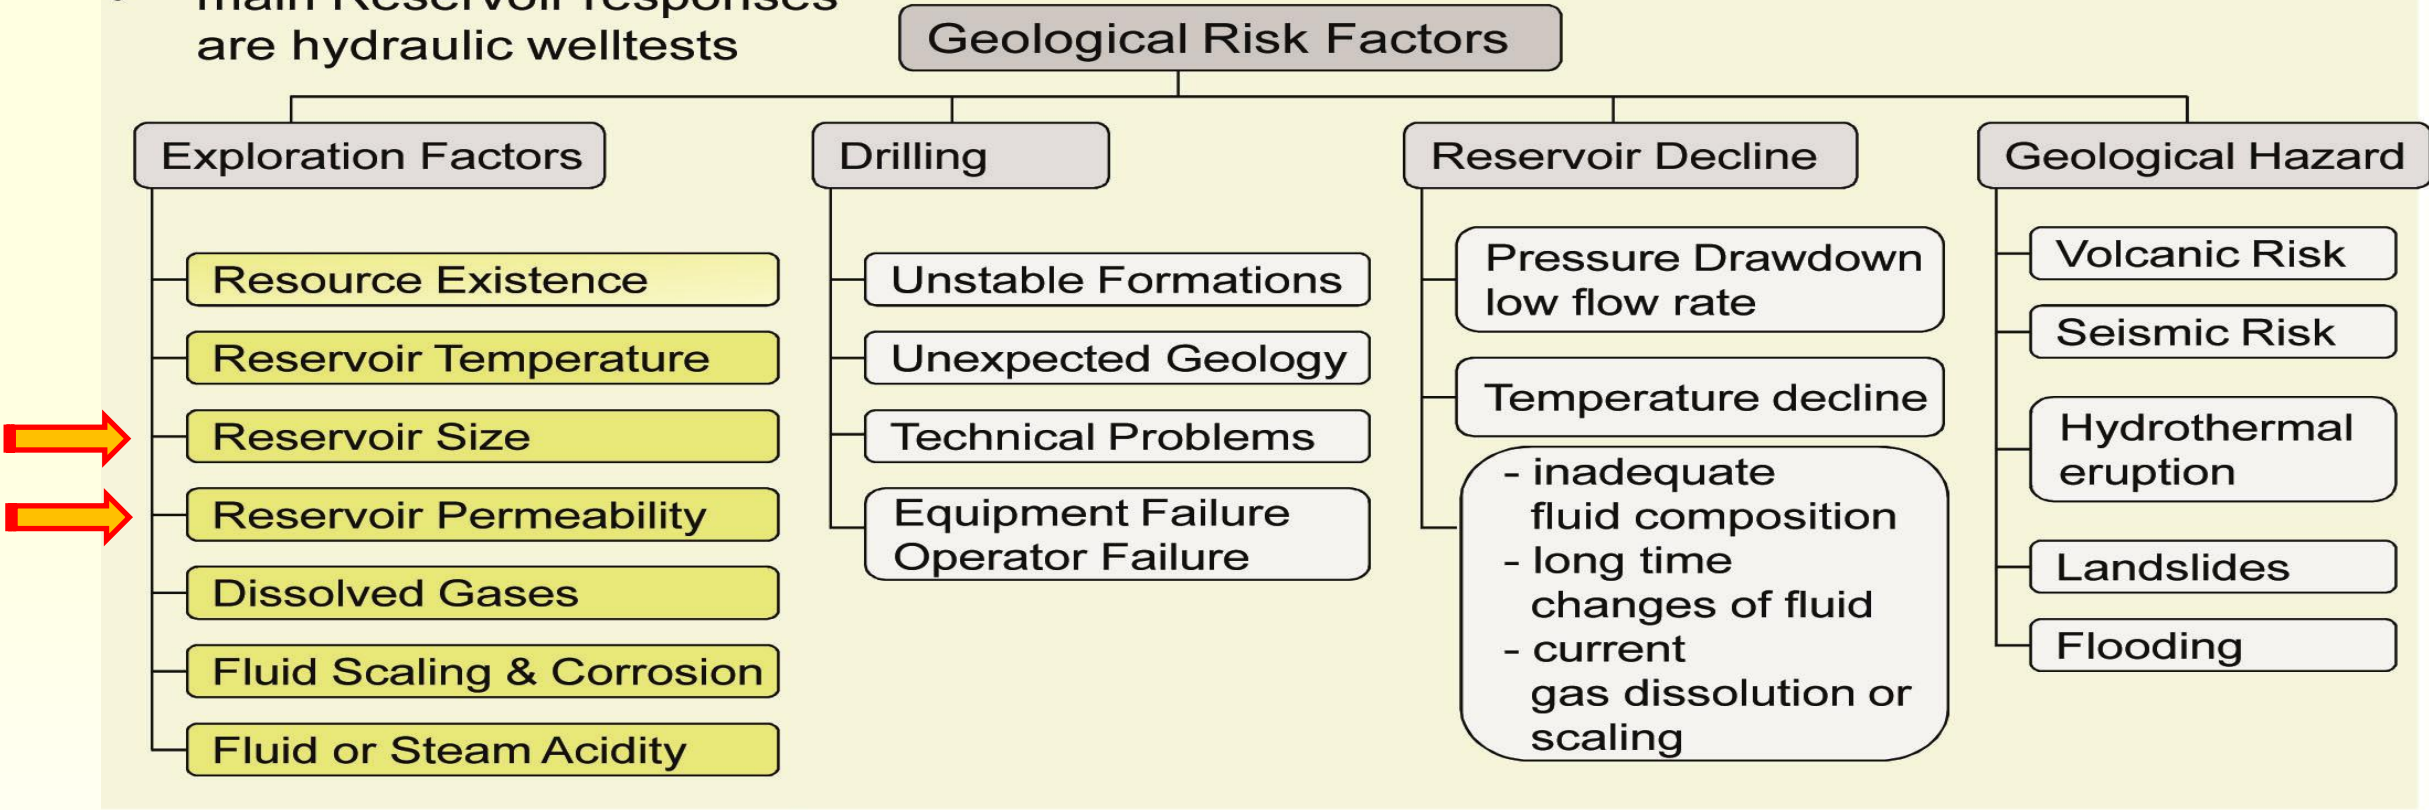 main Reservoir responses
are hydraulic welltests
Geological Risk Factors
Exploration Factors
Resource Existence
Reservoir Temperature
Reservoir Size
Reservoir Permeability
Dissolved Gases
Fluid Scaling & Corrosion
Fluid or Steam Acidity
Drilling
Unstable Formations
Unexpected Geology
Technical Problems
Equipment Failure
Operator Failure
Reservoir Decline
Pressure Drawdown
low flow rate
Temperature decline
- inadequate
fluid composition
- long time
changes of fluid
- current
gas dissolution or
scaling
Geological Hazard
Volcanic Risk
Seismic Risk
Hydrothermal
eruption
Landslides
Flooding